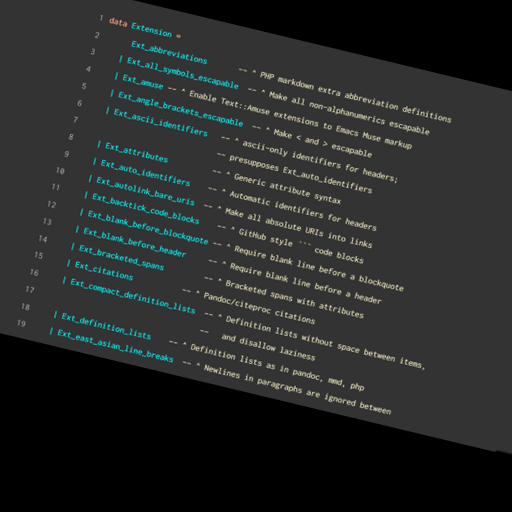 1 data Extension =
2 Ext_abbreviations -- ^ PHP markdown extra abbreviation definitions
3 | Ext_all_symbols_escapable -- ^ Make all non-alphanumerics escapable
4 | Ext_amuse -- ^ Enable Text::Amuse extensions to Emacs Muse markup
5 | Ext_angle_brackets_escapable -- ^ Make < and > escapable
6 | Ext_ascii_identifiers -- ^ ascii-only identifiers for headers;
7 -- presupposes Ext_auto_identifiers
8 | Ext_attributes -- ^ Generic attribute syntax
9 | Ext_auto_identifiers -- ^ Automatic identifiers for headers
10 | Ext_autolink_bare_uris -- ^ Make all absolute URIs into links
11 | Ext_backtick_code_blocks -- ^ GitHub style ``` code blocks
12 | Ext_blank_before_blockquote -- ^ Require blank line before a blockquote
13 | Ext_blank_before_header -- ^ Require blank line before a header
14 | Ext_bracketed_spans -- ^ Bracketed spans with attributes
15 | Ext_citations -- ^ Pandoc/citeproc citations
16 | Ext_compact_definition_lists -- ^ Definition lists without space between items,
17 -- and disallow laziness
18 | Ext_definition_lists -- ^ Definition lists as in pandoc, mmd, php
19 | Ext_east_asian_line_breaks -- ^ Newlines in paragraphs are ignored between